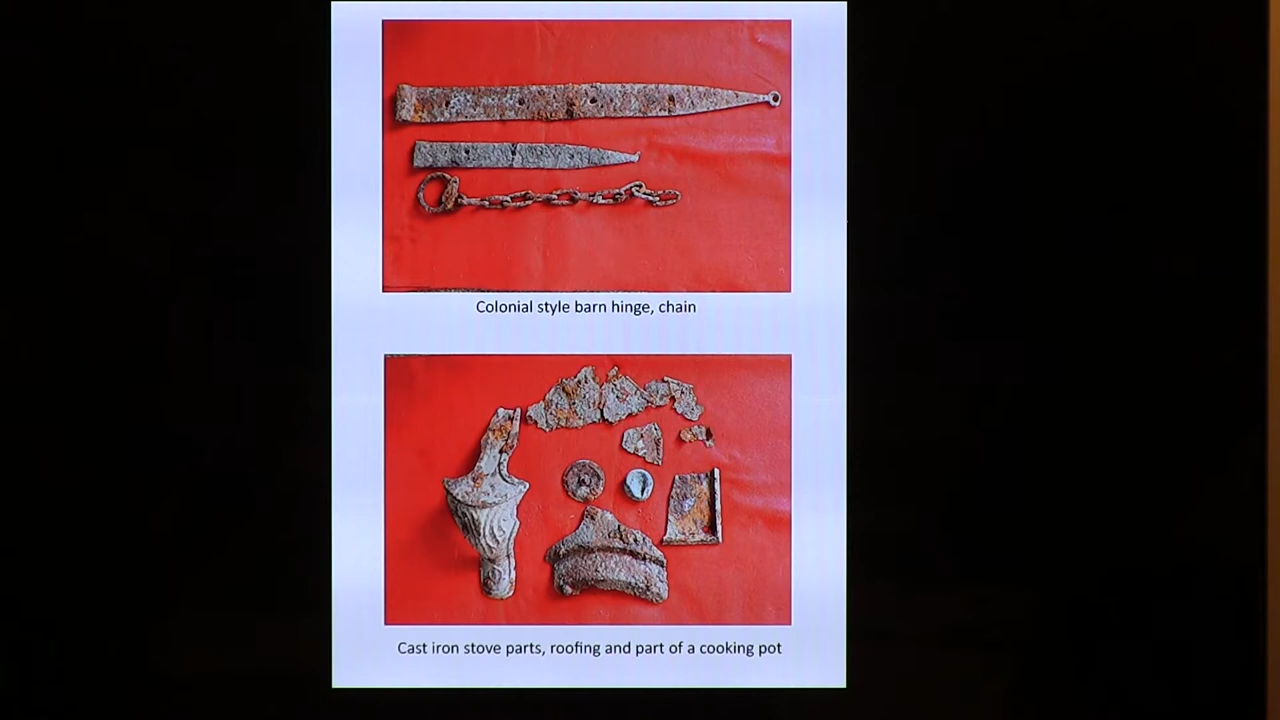 Colonial style barn hinge, chain
Cast iron stove parts, roofing and part of a cooking pot